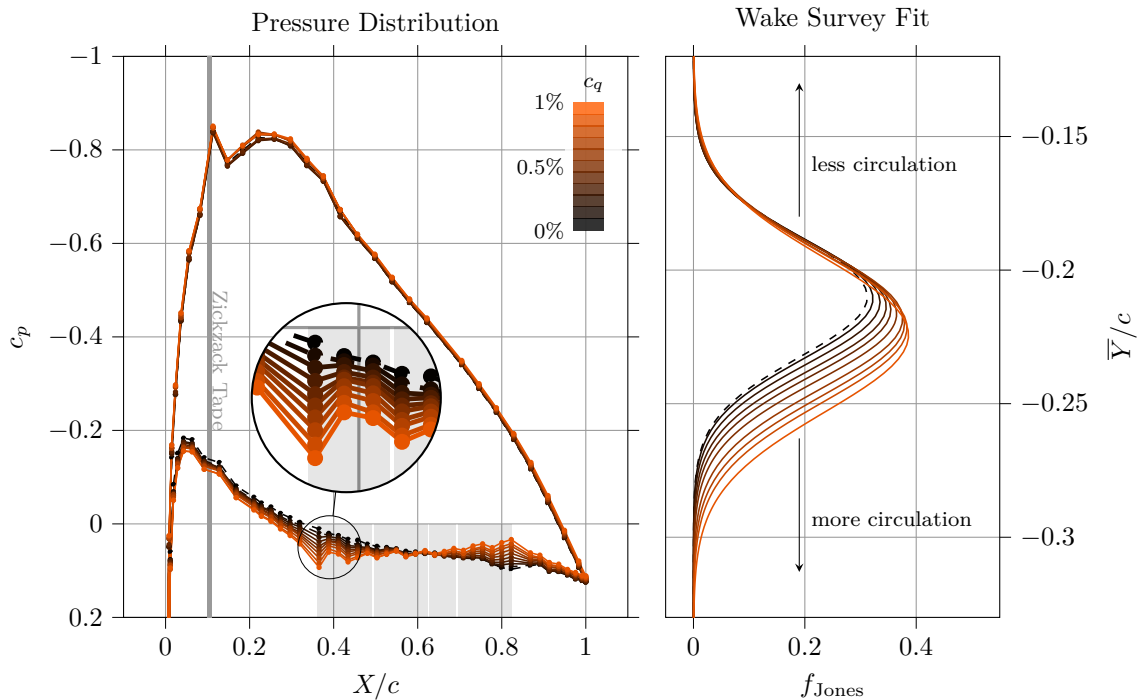 Pressure Distribution
−1
−0.8
−0.6
−0.4
−0.2
0
0.2
c_p
0
0.2
0.4
0.6
0.8
1
X/c
Zickzack Tape
c_q
1%
0.5%
0%
Wake Survey Fit
less circulation
more circulation
−0.15
−0.2
−0.25
−0.3
Y̅/c
0
0.2
0.4
f_Jones